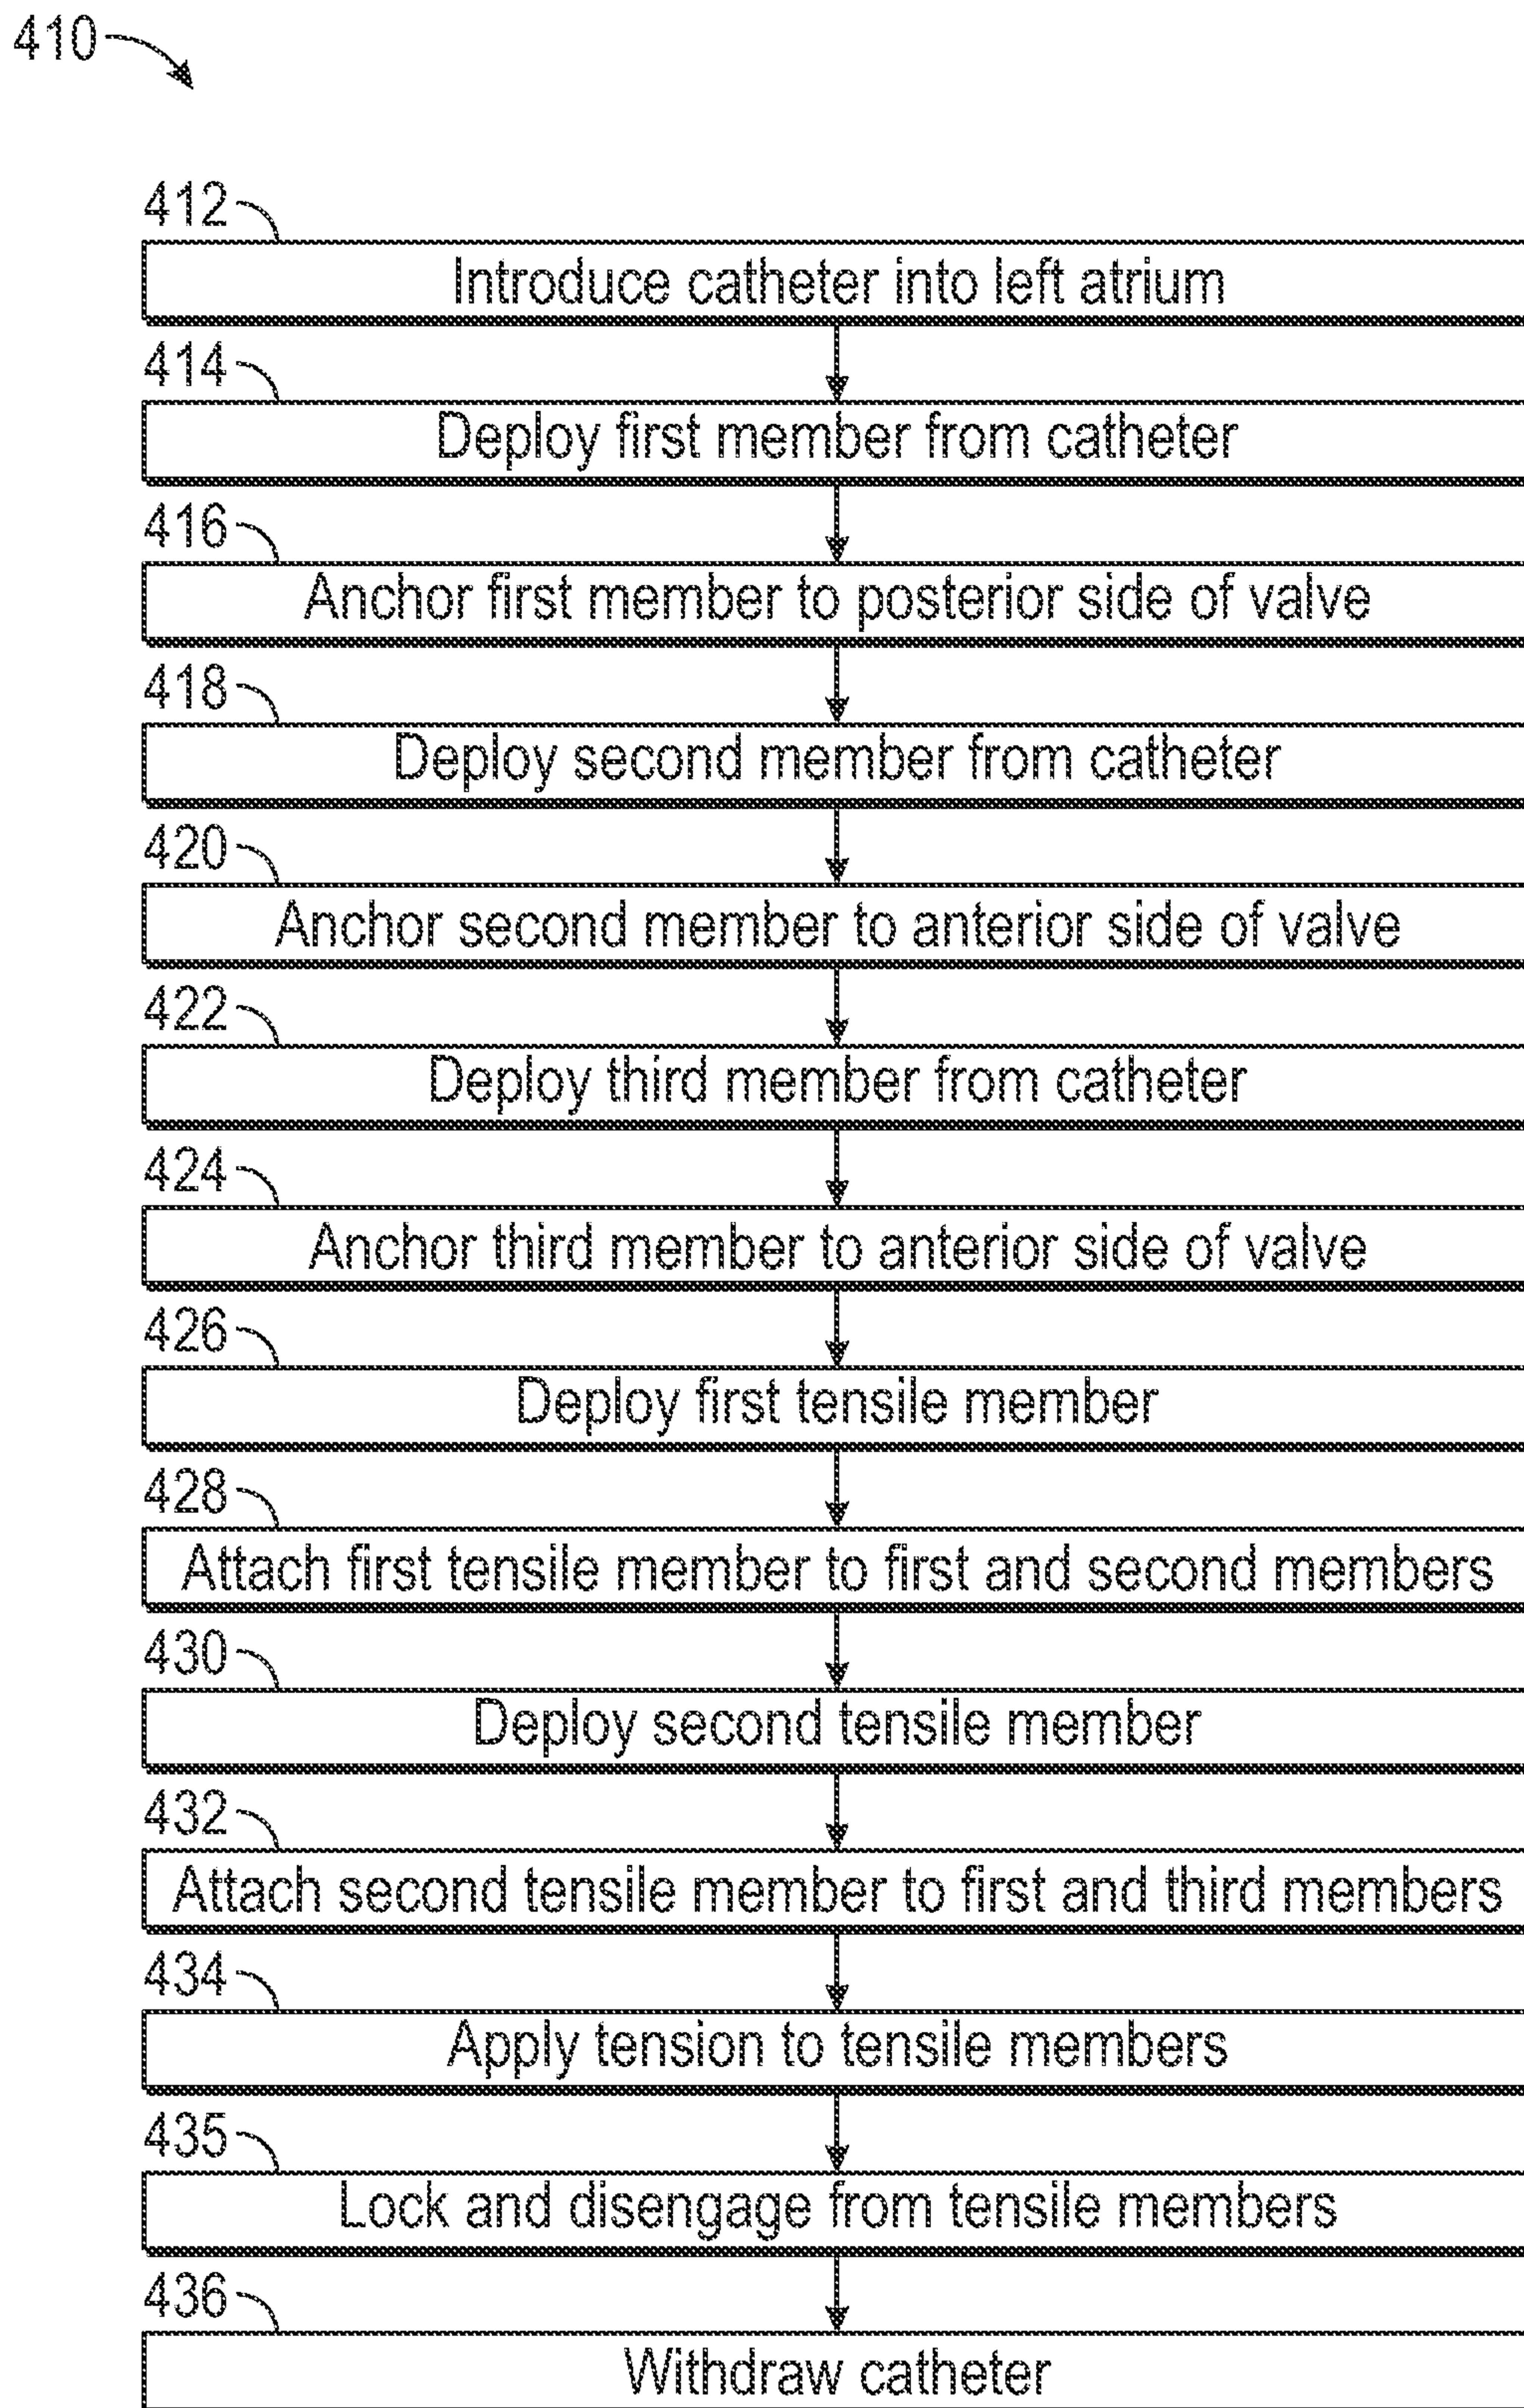 410
412
Introduce catheter into left atrium
414
Deploy first member from catheter
416
Anchor first member to posterior side of valve
418
Deploy second member from catheter
420
Anchor second member to anterior side of valve
422
Deploy third member from catheter
424
Anchor third member to anterior side of valve
426
Deploy first tensile member
428
Attach first tensile member to first and second members
430
Deploy second tensile member
432
Attach second tensile member to first and third members
434
Apply tension to tensile members
435
Lock and disengage from tensile members
436
Withdraw catheter